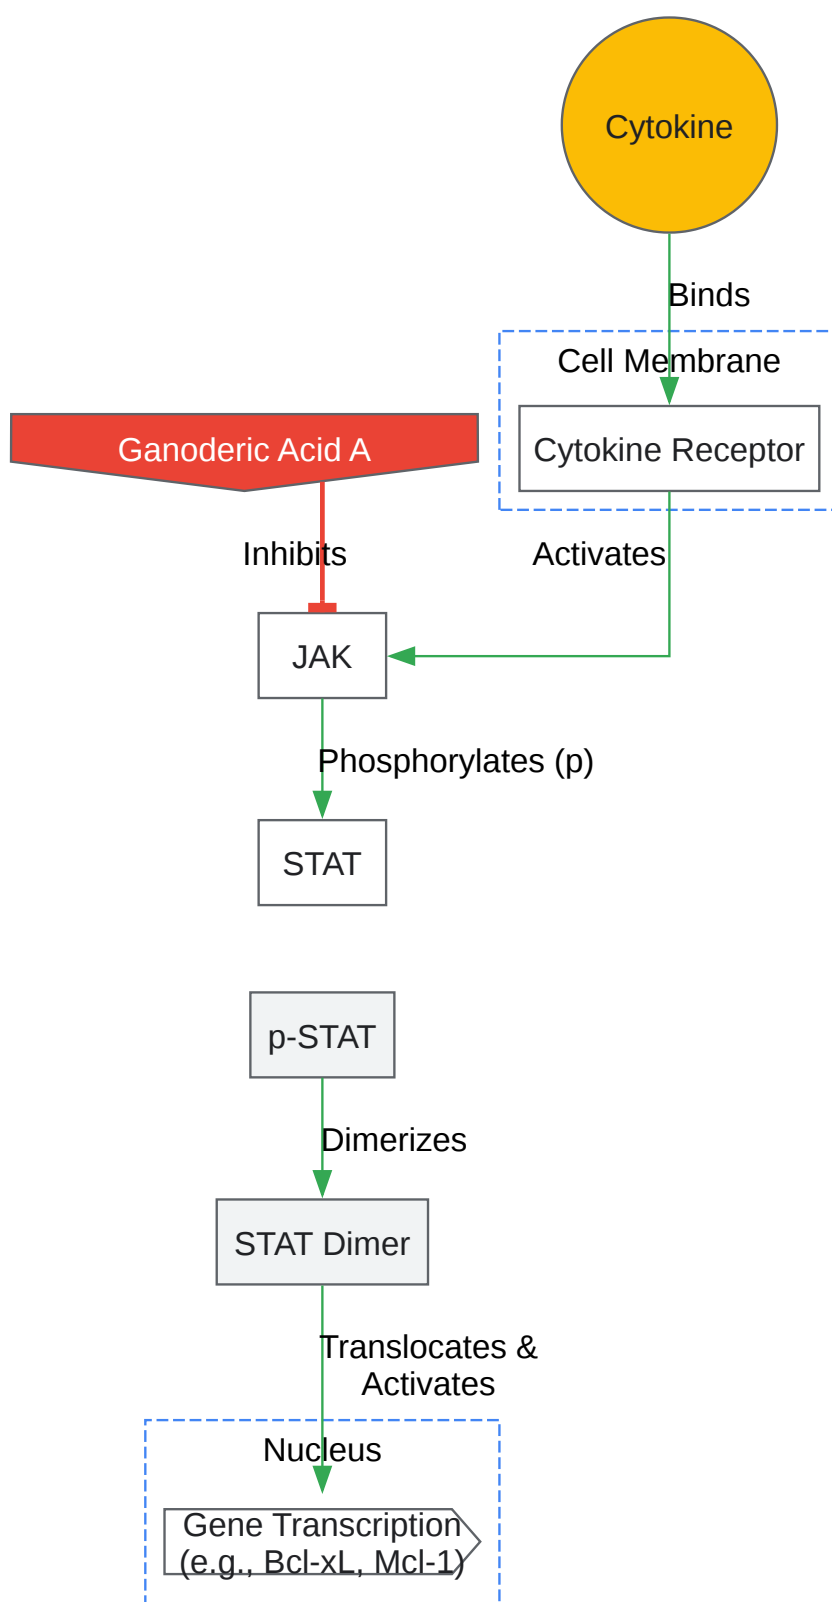 Cytokine
Binds
Cell Membrane
Ganoderic Acid A
Cytokine Receptor
Inhibits
Activates
JAK
Phosphorylates (p)
STAT
p-STAT
Dimerizes
STAT Dimer
Translocates &
Activates
Nucleus
Gene Transcription
(e.g., Bcl-xL, Mcl-1)